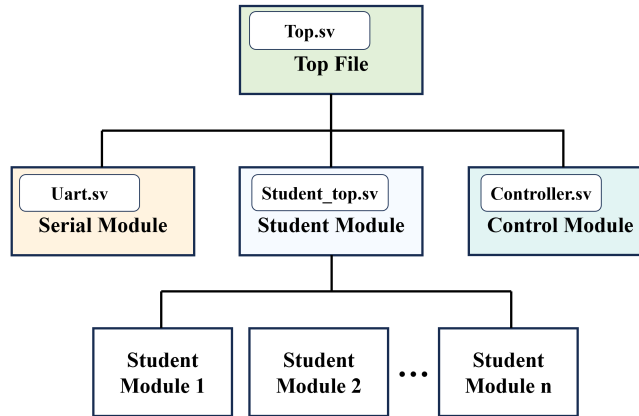 Top.sv
Top File
Uart.sv
Serial Module
Student_top.sv
Student Module
Controller.sv
Control Module
Student
Module 1
Student
Module 2
...
Student
Module n